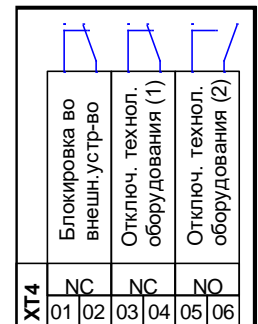 Блокировка во
внешн.устр-во
Отключ. технол.
оборудования (1)
Отключ. технол.
оборудования (2)
XT4
NC NC NO
01 02 03 04 05 06